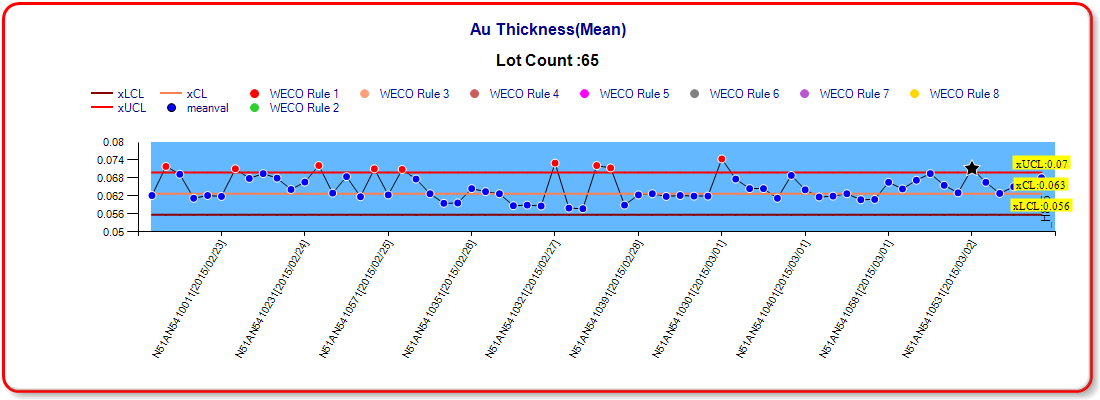 Au Thickness(Mean)
Lot Count :65
xLCL xCL WECO Rule 1 WECO Rule 3 WECO Rule 4 WECO Rule 5 WECO Rule 6 WECO Rule 7 WECO Rule 8
xUCL meanval WECO Rule 2
0.08
0.074
0.068
0.062
0.056
0.05
xUCL:0.07
xCL:0.063
xLCL:0.056
N51AN5410011[2015/02/23]
N51AN5410231[2015/02/24]
N51AN5410571[2015/02/25]
N51AN5410351[2015/02/26]
N51AN5410321[2015/02/27]
N51AN5410391[2015/02/28]
N51AN5410301[2015/03/01]
N51AN5410401[2015/03/01]
N51AN5410581[2015/03/01]
N51AN5410531[2015/03/02]